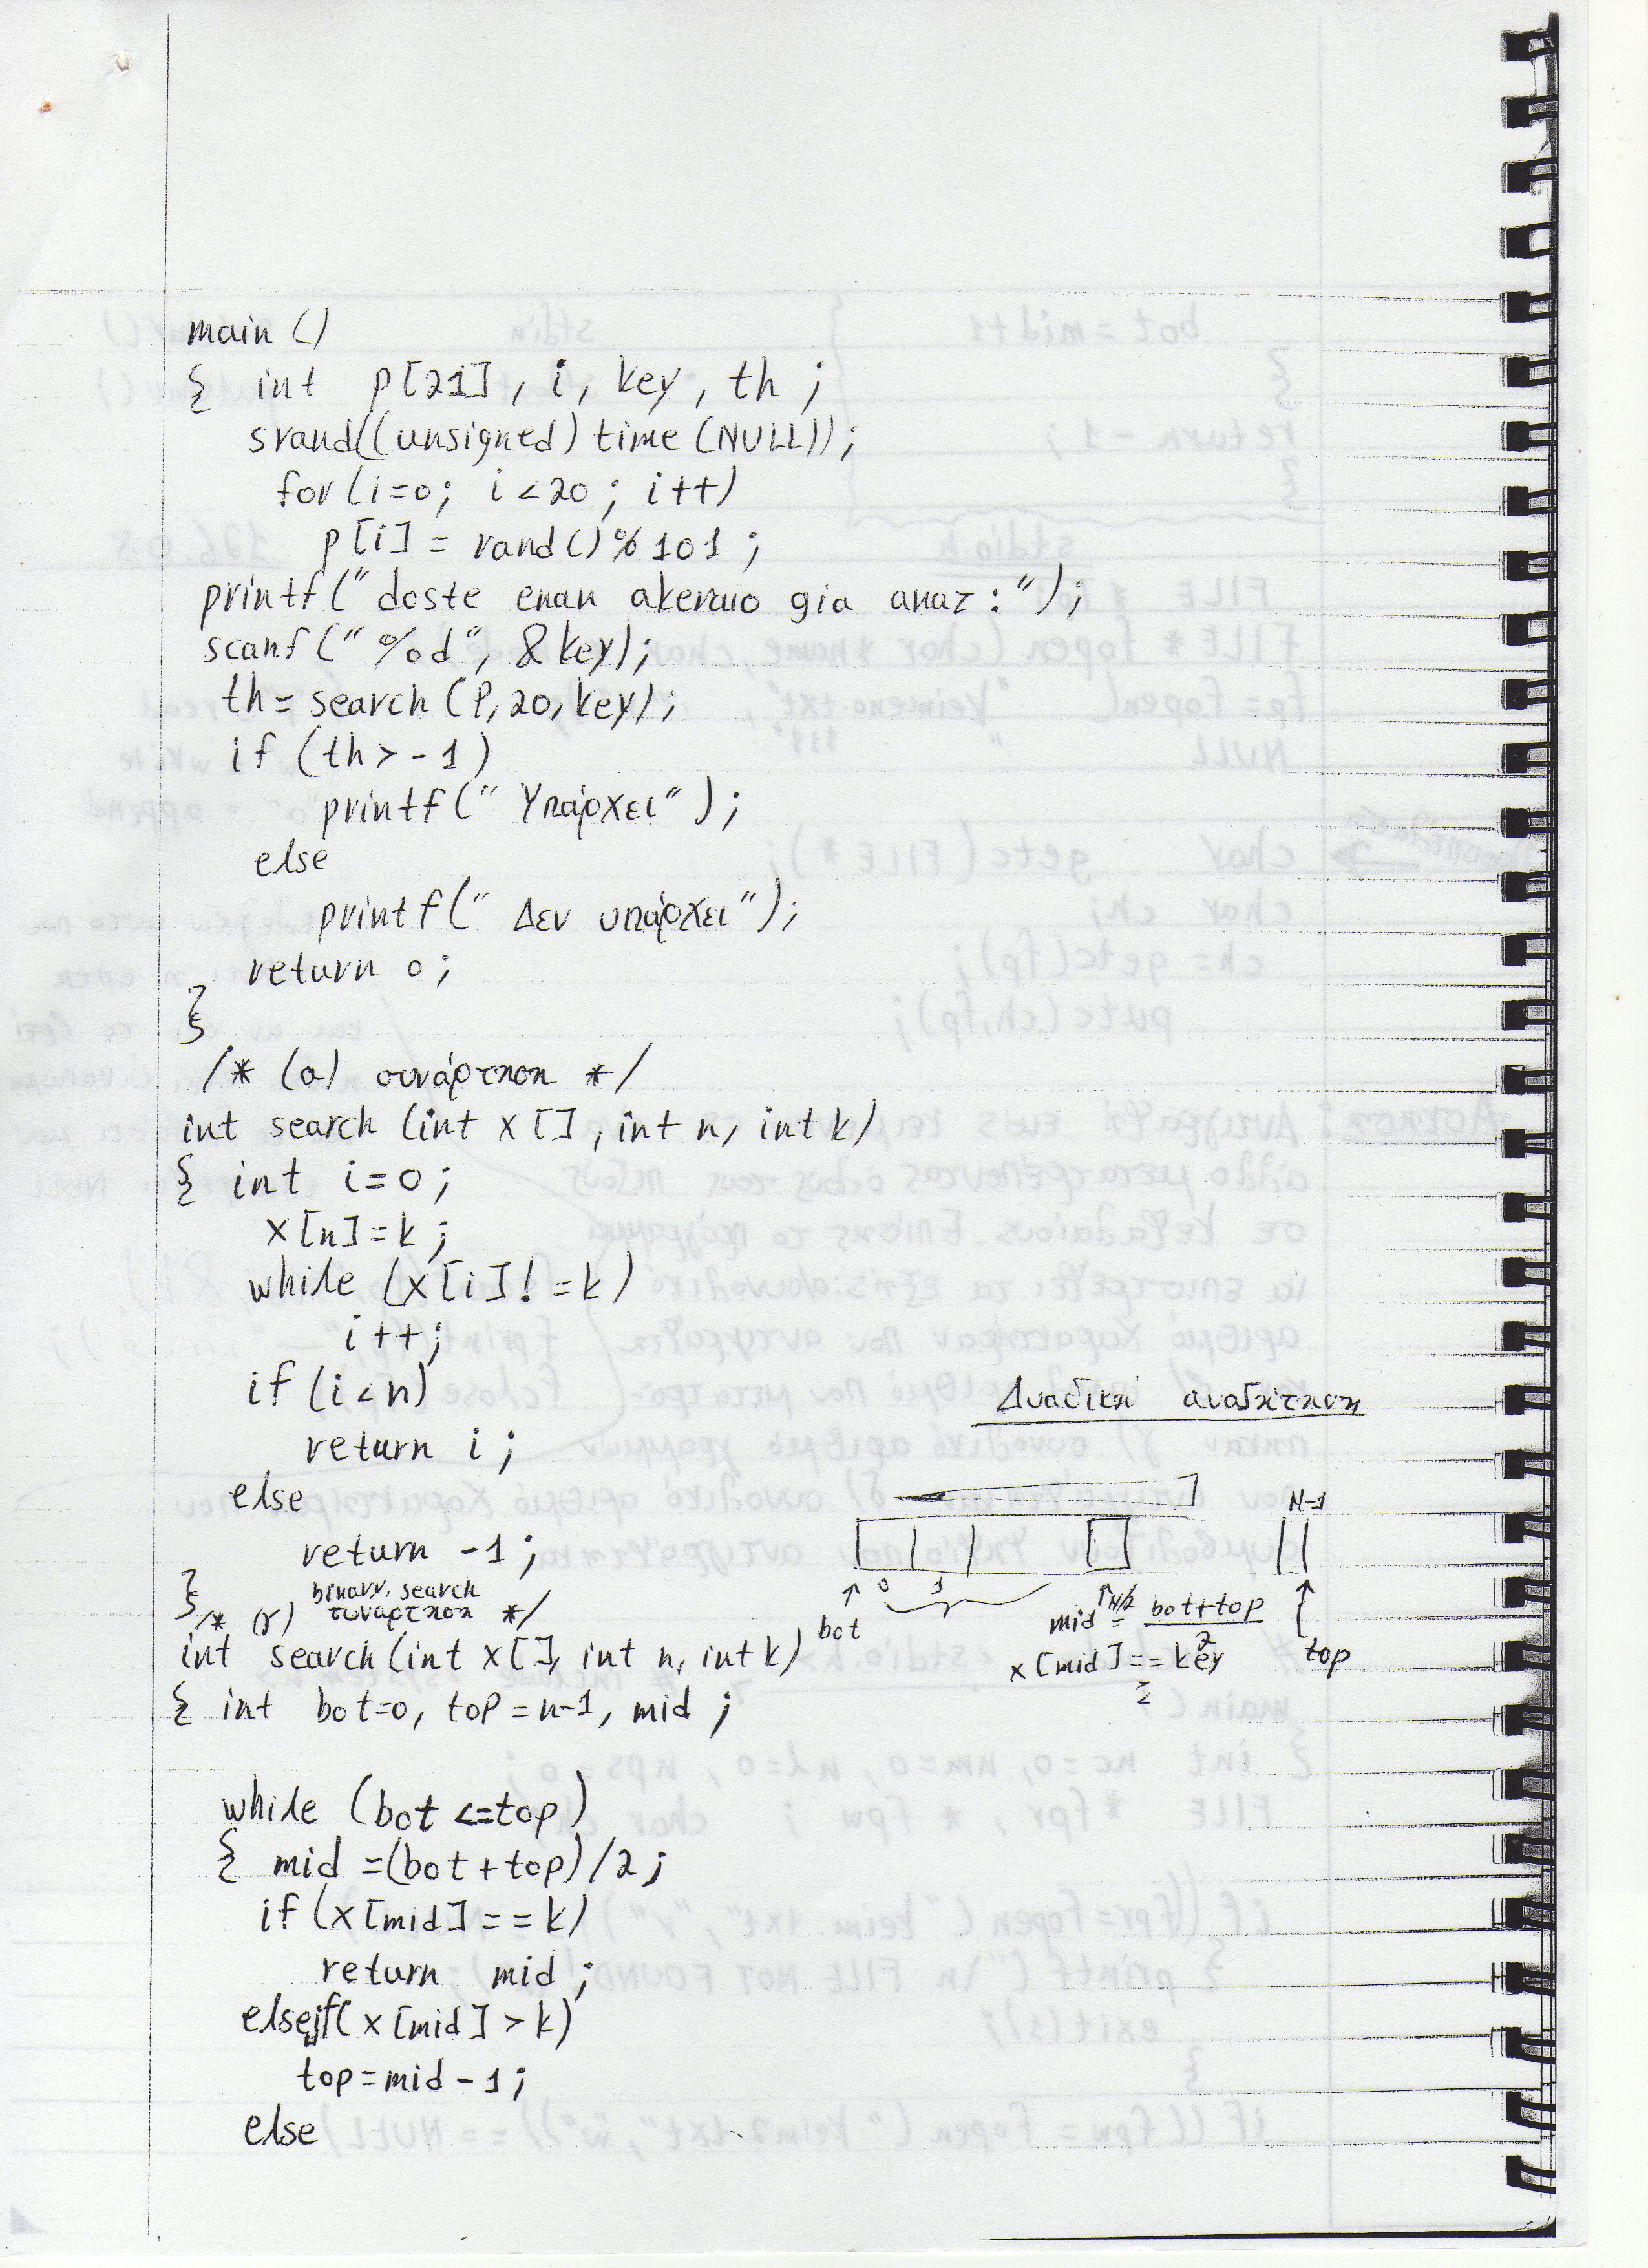 main ()
{ int p[21], i, key, th ;
srand((unsigned) time (NULL));
for (i=0; i<20 ; i++)
p[i] = rand()%101 ;
printf(" doste enan akeraio gia anaz :");
scanf (" %d", &key);
th = search (P, 20, key);
if (th > -1)
printf(" Υπάρχει" );
else
printf(" Δεν υπάρχει");
return 0 ;
}
/* (α) συνάρτηση */
int search (int x[], int n, int k)
{ int i=0 ;
x[n]=k ;
while (x[i]!=k)
i++;
if (i<n)
return i ;
else
return -1 ;
}
/* (γ) binary search
συνάρτηση */
int search (int x[], int n, int k)
{ int bot=0, top=n-1, mid ;
while (bot <=top)
{ mid =(bot + top)/2 ;
if (x[mid]==k)
return mid ;
else if( x[mid] > k)
top=mid-1;
else
Δυαδική αναζήτηση
N-1
0 1
bot
N/2
mid = bot+top
2
x[mid] == key
top